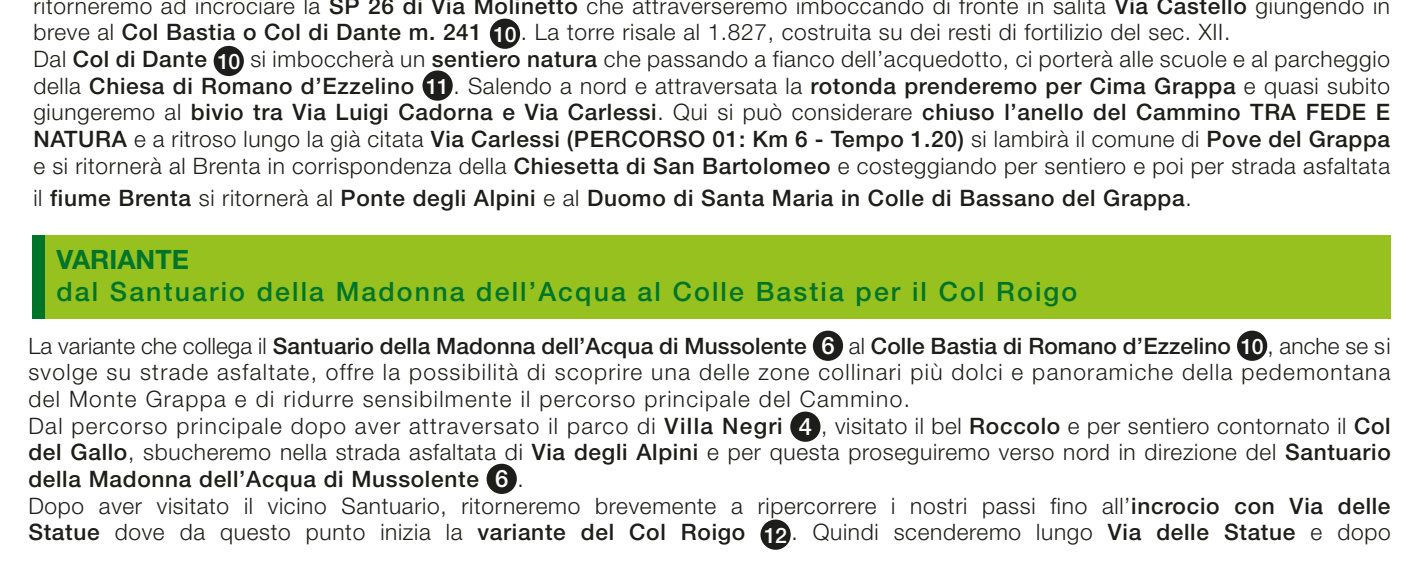 ritorneremo ad incrociare la SP 26 di Via Molinetto che attraverseremo imboccando di fronte in salita Via Castello giungendo in
breve al Col Bastia o Col di Dante m. 241 10. La torre risale al 1.827, costruita su dei resti di fortilizio del sec. XII.
Dal Col di Dante 10 si imboccherà un sentiero natura che passando a fianco dell'acquedotto, ci porterà alle scuole e al parcheggio
della Chiesa di Romano d'Ezzelino 11. Salendo a nord e attraversata la rotonda prenderemo per Cima Grappa e quasi subito
giungeremo al bivio tra Via Luigi Cadorna e Via Carlessi. Qui si può considerare chiuso l'anello del Cammino TRA FEDE E
NATURA e a ritroso lungo la già citata Via Carlessi (PERCORSO 01: Km 6 - Tempo 1.20) si lambirà il comune di Pove del Grappa
e si ritornerà al Brenta in corrispondenza della Chiesetta di San Bartolomeo e costeggiando per sentiero e poi per strada asfaltata
il fiume Brenta si ritornerà al Ponte degli Alpini e al Duomo di Santa Maria in Colle di Bassano del Grappa.
VARIANTE
dal Santuario della Madonna dell'Acqua al Colle Bastia per il Col Roigo
La variante che collega il Santuario della Madonna dell'Acqua di Mussolente 6 al Colle Bastia di Romano d'Ezzelino 10, anche se si
svolge su strade asfaltate, offre la possibilità di scoprire una delle zone collinari più dolci e panoramiche della pedemontana
del Monte Grappa e di ridurre sensibilmente il percorso principale del Cammino.
Dal percorso principale dopo aver attraversato il parco di Villa Negri 4, visitato il bel Roccolo e per sentiero contornato il Col
del Gallo, sbucheremo nella strada asfaltata di Via degli Alpini e per questa proseguiremo verso nord in direzione del Santuario
della Madonna dell'Acqua di Mussolente 6.
Dopo aver visitato il vicino Santuario, ritorneremo brevemente a ripercorrere i nostri passi fino all'incrocio con Via delle
Statue dove da questo punto inizia la variante del Col Roigo 12. Quindi scenderemo lungo Via delle Statue e dopo